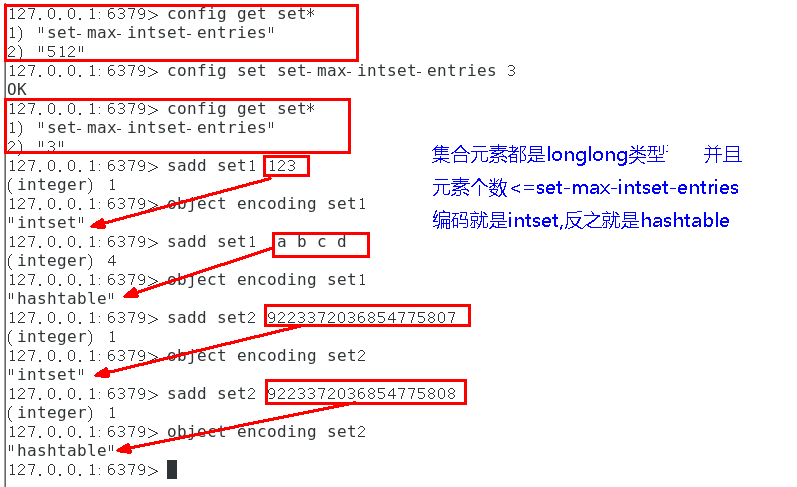 127.0.0.1:6379> config get set*
1) "set-max-intset-entries"
2) "512"
127.0.0.1:6379> config set set-max-intset-entries 3
OK
127.0.0.1:6379> config get set*
1) "set-max-intset-entries"
2) "3"
127.0.0.1:6379> sadd set1 123
(integer) 1
127.0.0.1:6379> object encoding set1
"intset"
127.0.0.1:6379> sadd set1 a b c d
(integer) 4
127.0.0.1:6379> object encoding set1
"hashtable"
127.0.0.1:6379> sadd set2 9223372036854775807
(integer) 1
127.0.0.1:6379> object encoding set2
"intset"
127.0.0.1:6379> sadd set2 9223372036854775808
(integer) 1
127.0.0.1:6379> object encoding set2
"hashtable"
127.0.0.1:6379>
集合元素都是longlong类型 并且
元素个数<=set-max-intset-entries
编码就是intset,反之就是hashtable